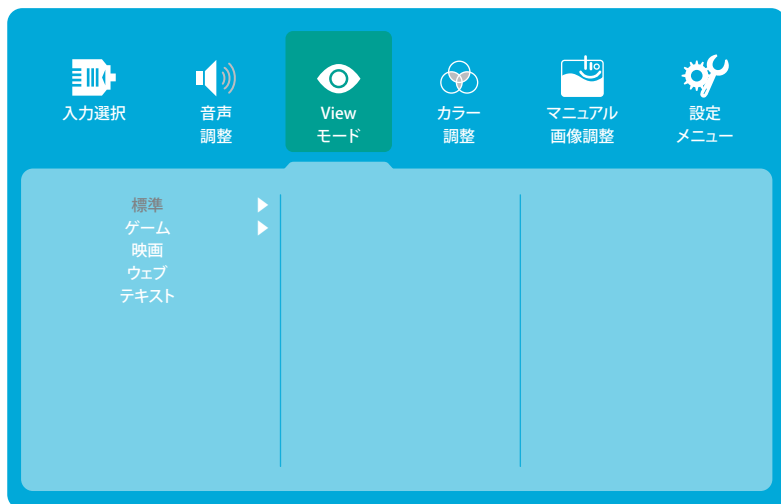 入力選択
音声
調整
View
モード
カラー
調整
マニュアル
画像調整
設定
メニュー
標準
ゲーム
映画
ウェブ
テキスト